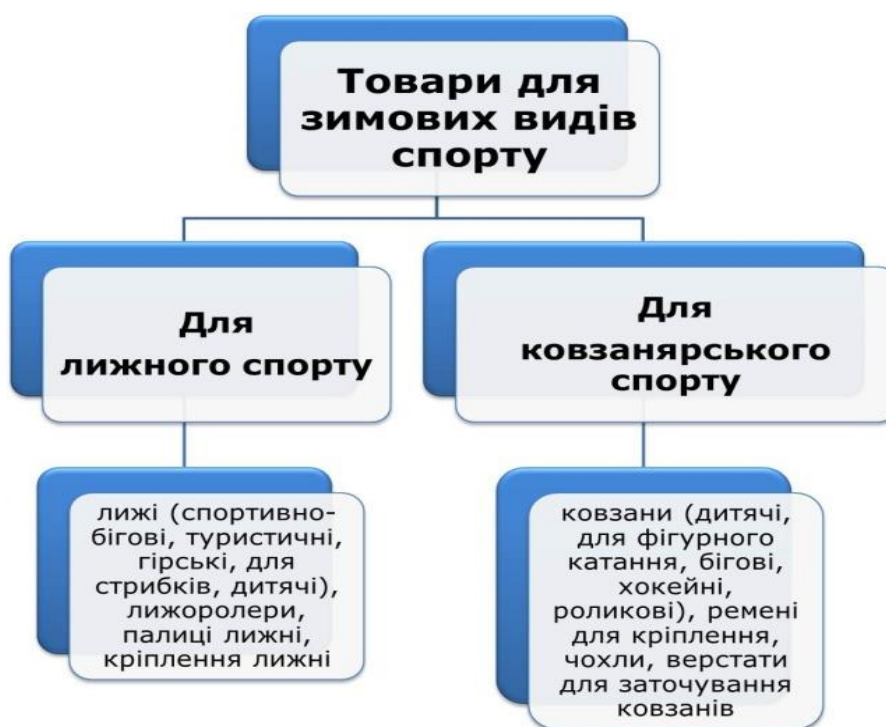 Товари для
зимових видів
спорту
Для
лижного спорту
Для
ковзанярського
спорту
лижі (спортивно-
бігові, туристичні,
гірські, для
стрибків, дитячі),
лижоролери,
палиці лижні,
кріплення лижні
ковзани (дитячі,
для фігурного
катання, бігові,
хокейні,
роликові), ремені
для кріплення,
чохли, верстати
для заточування
ковзанів